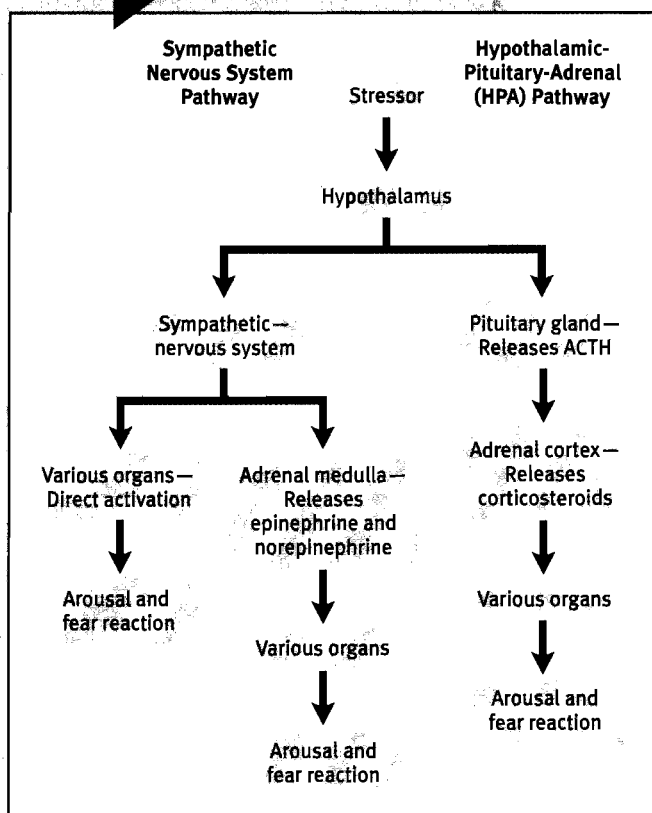 Sympathetic
Nervous System
Pathway
Stressor
Hypothalamic-
Pituitary-Adrenal
(HPA) Pathway
Hypothalamus
Sympathetic—
nervous system
Pituitary gland—
Releases ACTH
Various organs—
Direct activation
Adrenal medulla—
Releases
epinephrine and
norepinephrine
Adrenal cortex—
Releases
corticosteroids
Arousal and
fear reaction
Various organs
Various organs
Arousal and
fear reaction
Arousal and
fear reaction